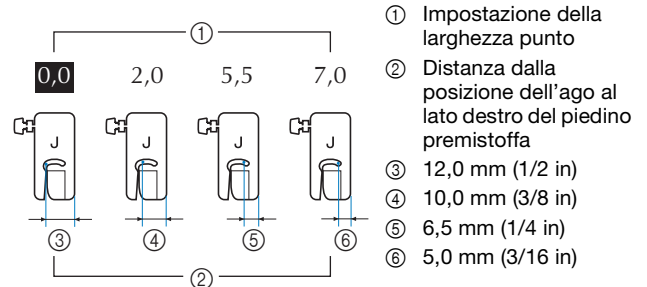 ①
0,0 2,0 5,5 7,0
J J J J
③ ④ ⑤ ⑥
②
① Impostazione della
larghezza punto
② Distanza dalla
posizione dell'ago al
lato destro del piedino
premistoffa
③ 12,0 mm (1/2 in)
④ 10,0 mm (3/8 in)
⑤ 6,5 mm (1/4 in)
⑥ 5,0 mm (3/16 in)